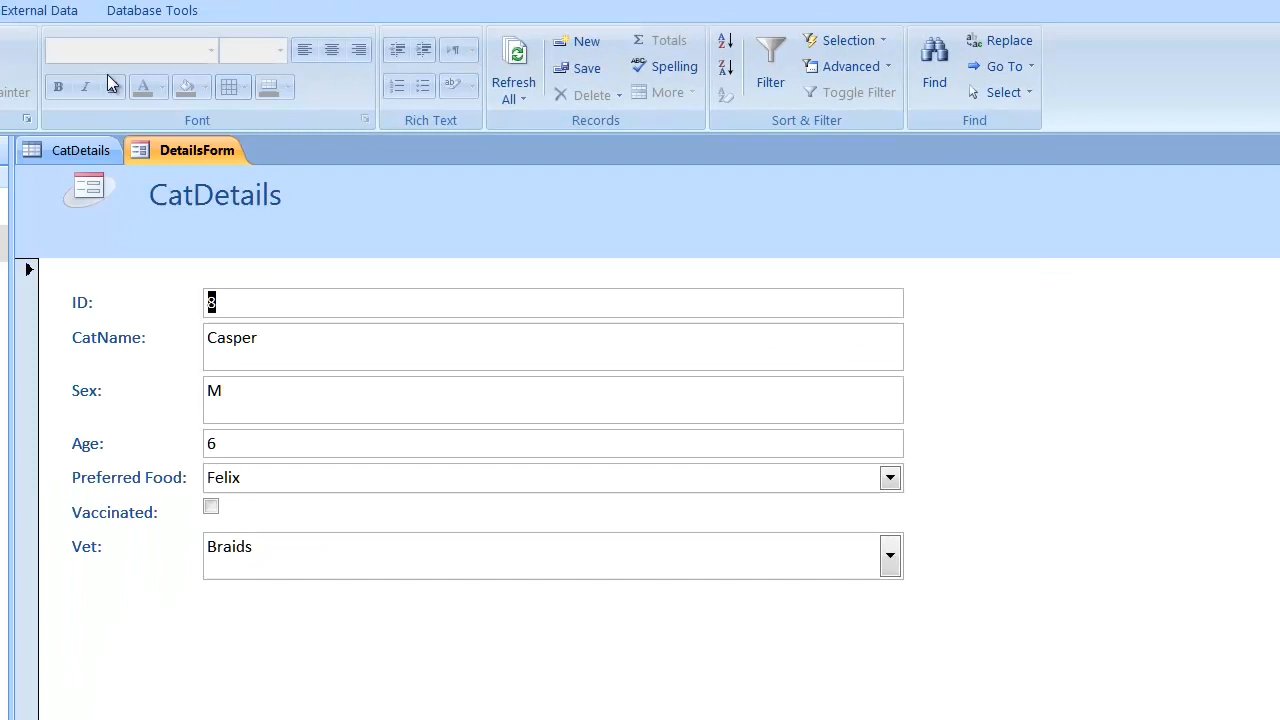 External Data Database Tools
New Totals Selection Replace
Save Spelling Advanced Go To
Refresh All Delete More Filter Toggle Filter Find Select
ainter
B I A
Font Rich Text Records Sort & Filter Find
CatDetails DetailsForm
CatDetails
ID: 8
CatName: Casper
Sex: M
Age: 6
Preferred Food: Felix
Vaccinated:
Vet: Braids